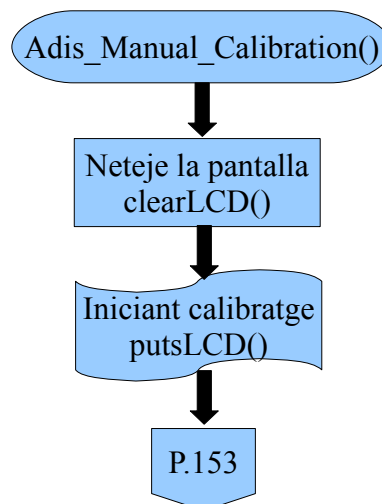 Adis_Manual_Calibration()
Neteje la pantalla
clearLCD()
Iniciant calibratge
putsLCD()
P.153